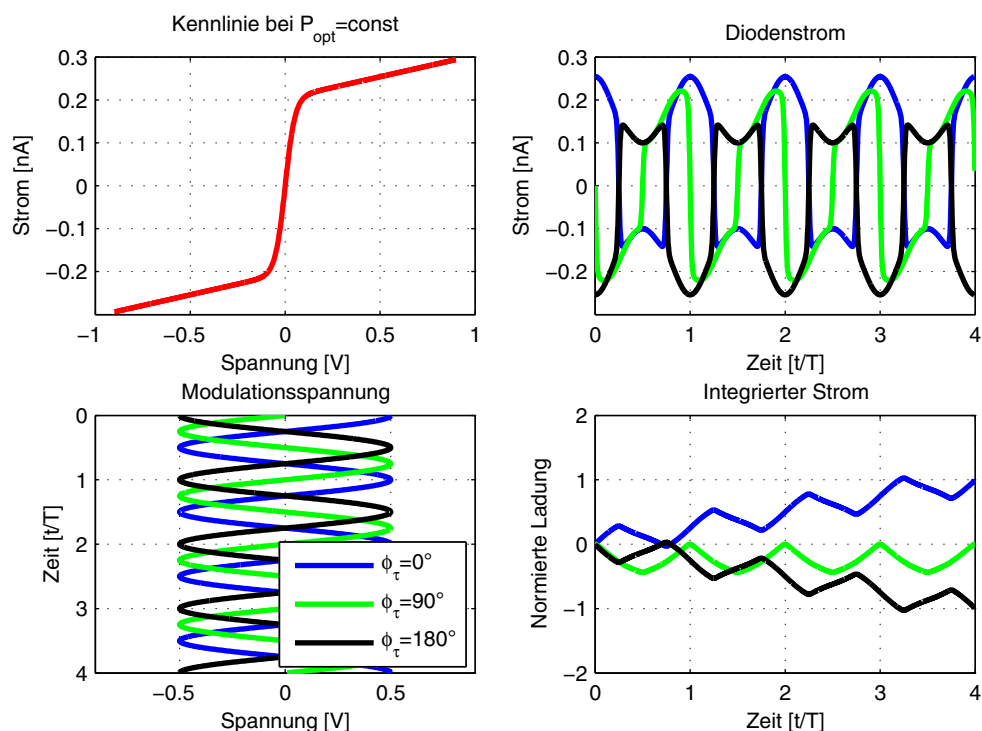 Kennlinie bei P_opt=const
Strom [nA]
0.3
0.2
0.1
0
−0.1
−0.2
−1
−0.5
0
0.5
1
Spannung [V]
Diodenstrom
Strom [nA]
0.3
0.2
0.1
0
−0.1
−0.2
0
1
2
3
4
Zeit [t/T]
Modulationsspannung
Zeit [t/T]
0
1
2
3
4
−0.5
0
0.5
Spannung [V]
ϕ_τ=0°
ϕ_τ=90°
ϕ_τ=180°
Integrierter Strom
Normierte Ladung
2
1
0
−1
−2
0
1
2
3
4
Zeit [t/T]